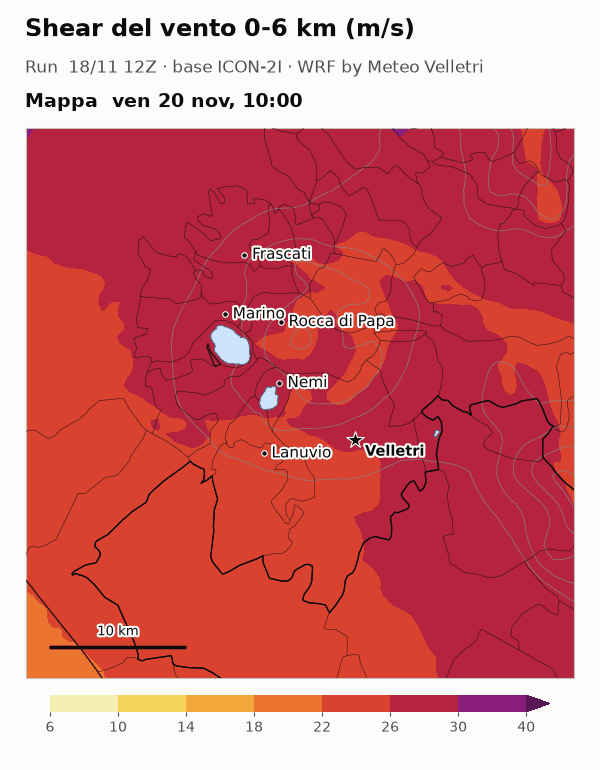 Shear del vento 0-6 km (m/s)
Run 18/11 12Z · base ICON-2I · WRF by Meteo Velletri
Mappa ven 20 nov, 10:00
Frascati
Marino
Rocca di Papa
Nemi
Velletri
Lanuvio
10 km
6 10 14 18 22 26 30 40